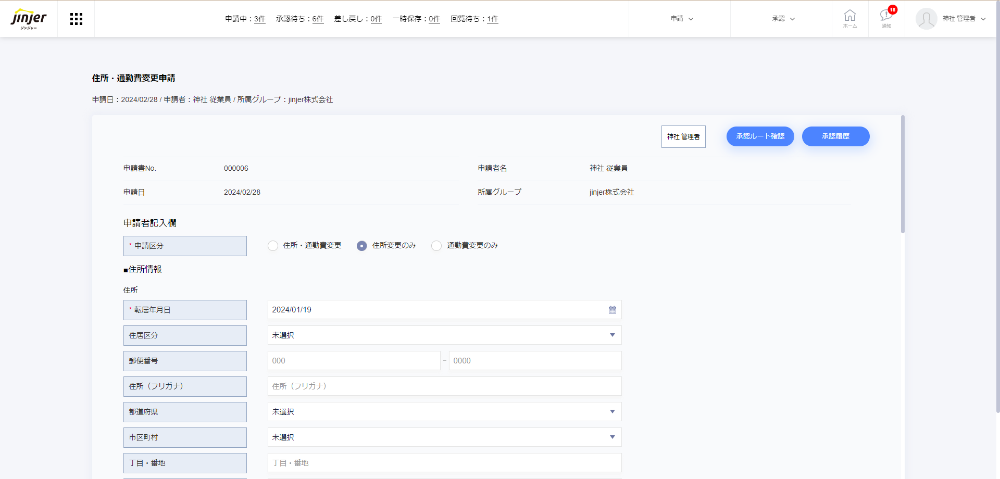 jinjer
ジンジャー
申請中：3件 承認待ち：6件 差し戻し：0件 一時保存：0件 回覧待ち：1件
申請
承認
ホーム
通知
18
神社 管理者
住所・通勤費変更申請
申請日：2024/02/28 / 申請者：神社 従業員 / 所属グループ：jinjer株式会社
神社 管理者
承認ルート確認
承認履歴
申請書No. 000006 申請者名 神社 従業員
申請日 2024/02/28 所属グループ jinjer株式会社
申請者記入欄
* 申請区分 住所・通勤費変更 住所変更のみ 通勤費変更のみ
■住所情報
住所
* 転居年月日 2024/01/19
住居区分 未選択
郵便番号 000 － 0000
住所（フリガナ） 住所（フリガナ）
都道府県 未選択
市区町村 未選択
丁目・番地 丁目・番地